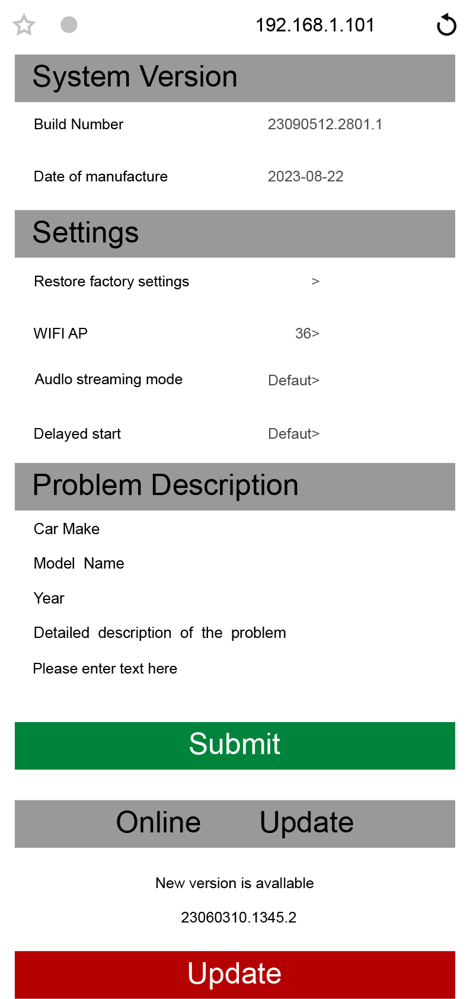 192.168.1.101
System Version
Build Number 23090512.2801.1
Date of manufacture 2023-08-22
Settings
Restore factory settings >
WIFI AP 36>
Audlo streaming mode Defaut>
Delayed start Defaut>
Problem Description
Car Make
Model Name
Year
Detailed description of the problem
Please enter text here
Submit
Online Update
New version is avallable
23060310.1345.2
Update